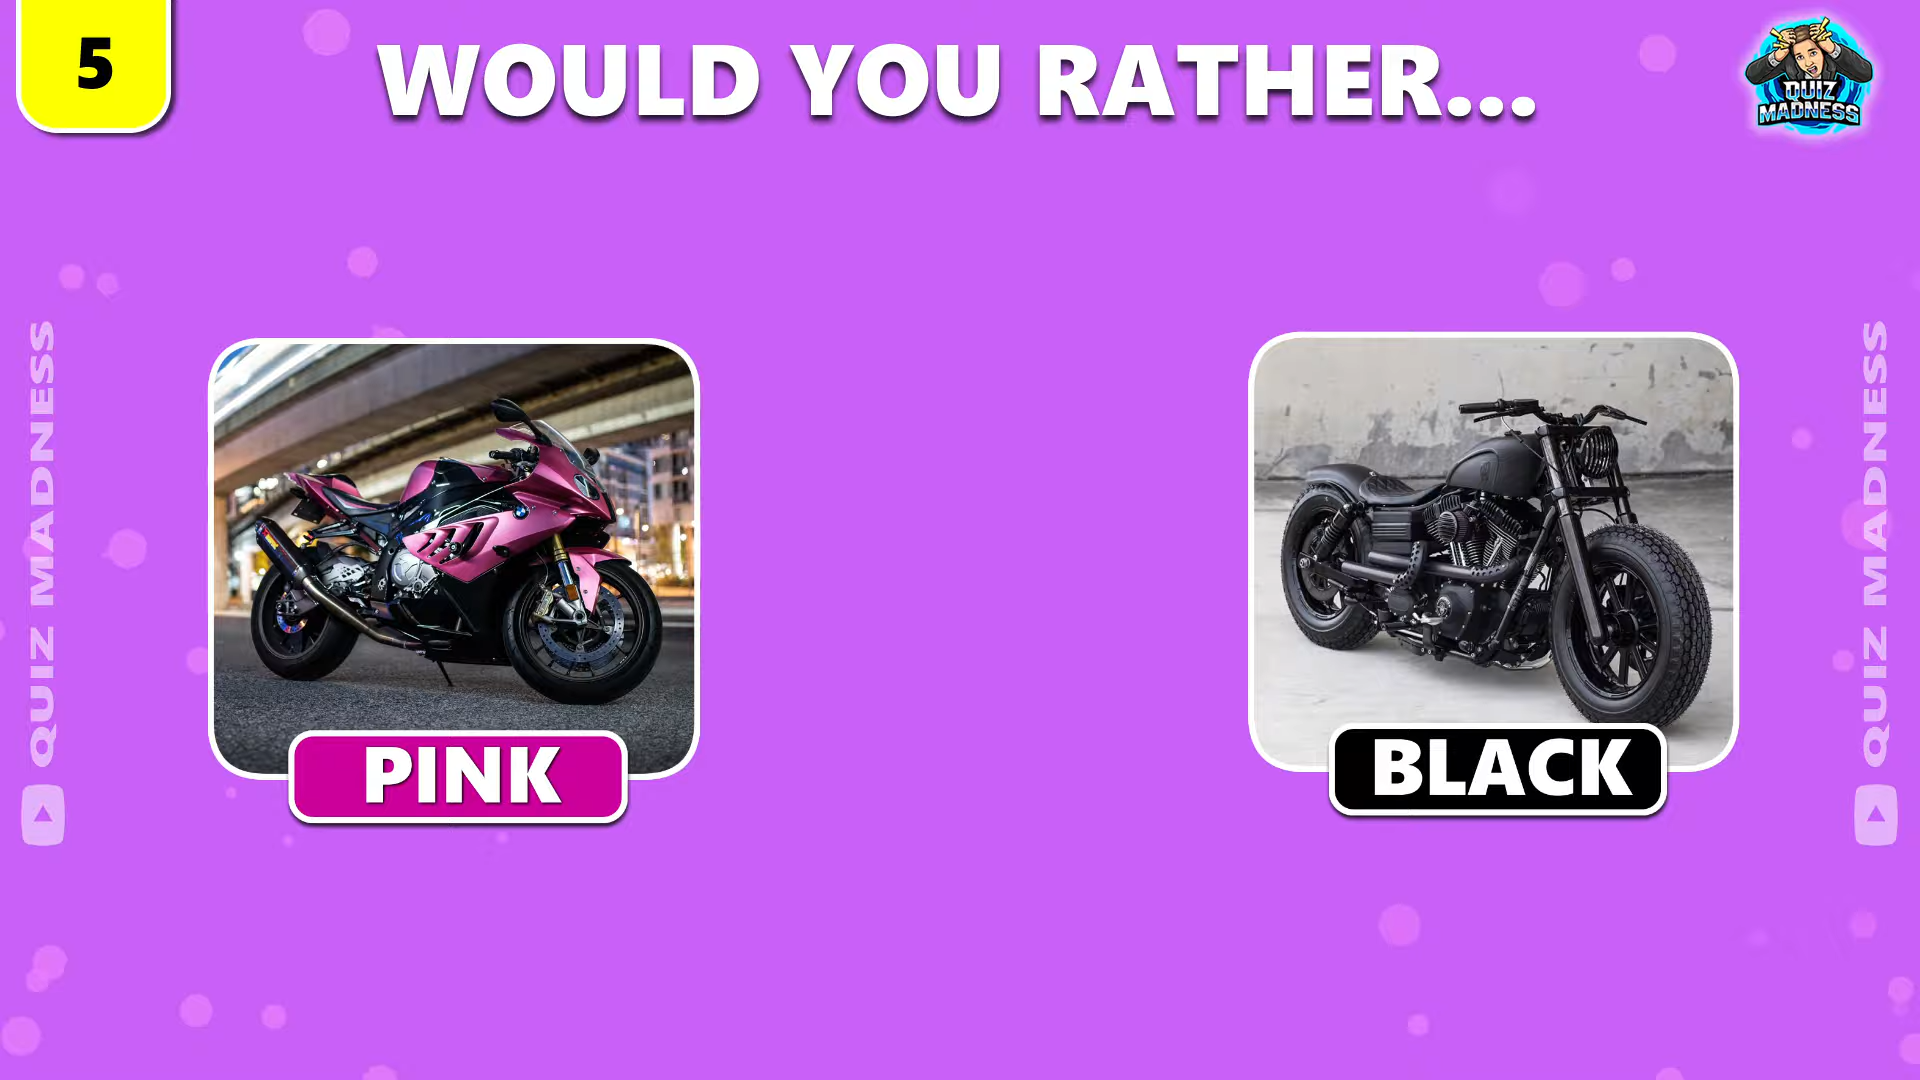 5
WOULD YOU RATHER...
QUIZ
MADNESS
QUIZ MADNESS
PINK
BLACK
QUIZ MADNESS